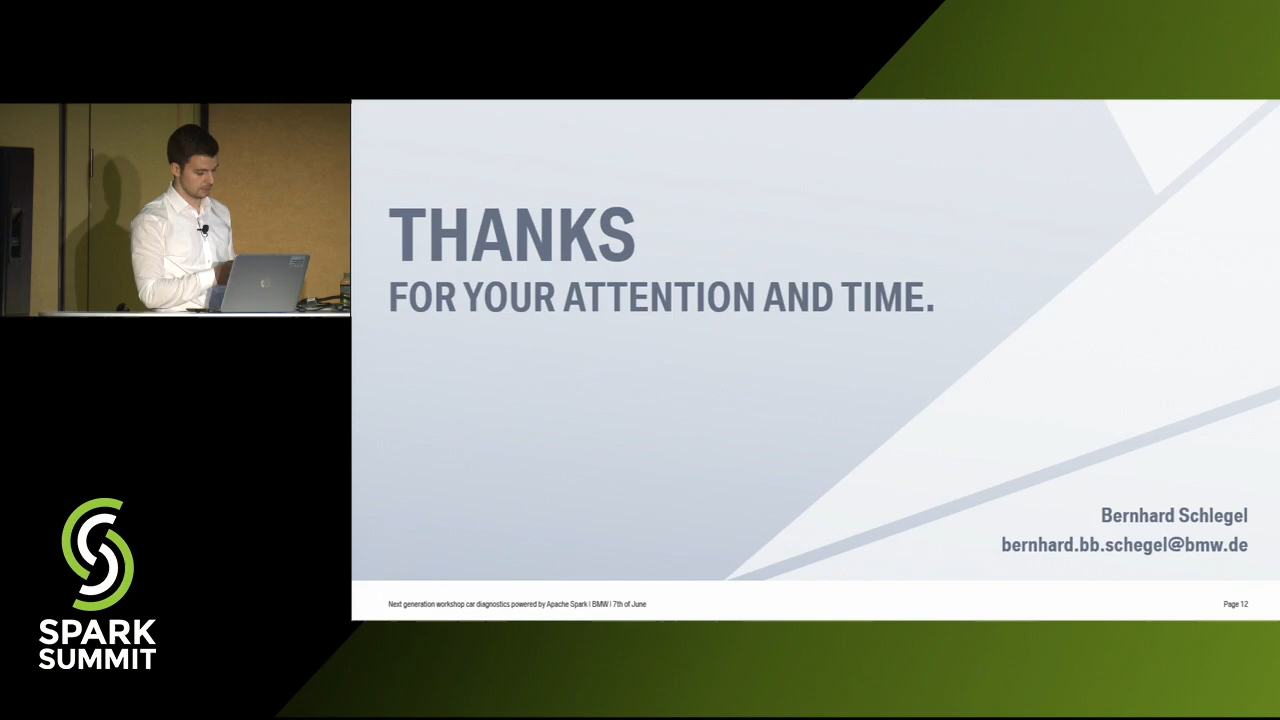 THANKS
FOR YOUR ATTENTION AND TIME.
Bernhard Schlegel
bernhard.bb.schegel@bmw.de
Next generation workshop car diagnostics powered by Apache Spark | BMW | 7th of June
Page 12
SPARK
SUMMIT